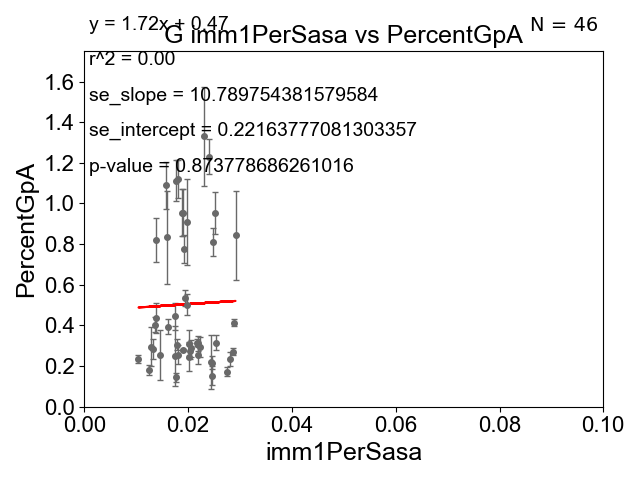 y = 1.72x + 0.47
N = 46
G imm1PerSasa vs PercentGpA
r^2 = 0.00
se_slope = 10.789754381579584
se_intercept = 0.22163777081303357
p-value = 0.873778686261016
PercentGpA
1.6
1.4
1.2
1.0
0.8
0.6
0.4
0.2
0.0
0.00 0.02 0.04 0.06 0.08 0.10
imm1PerSasa